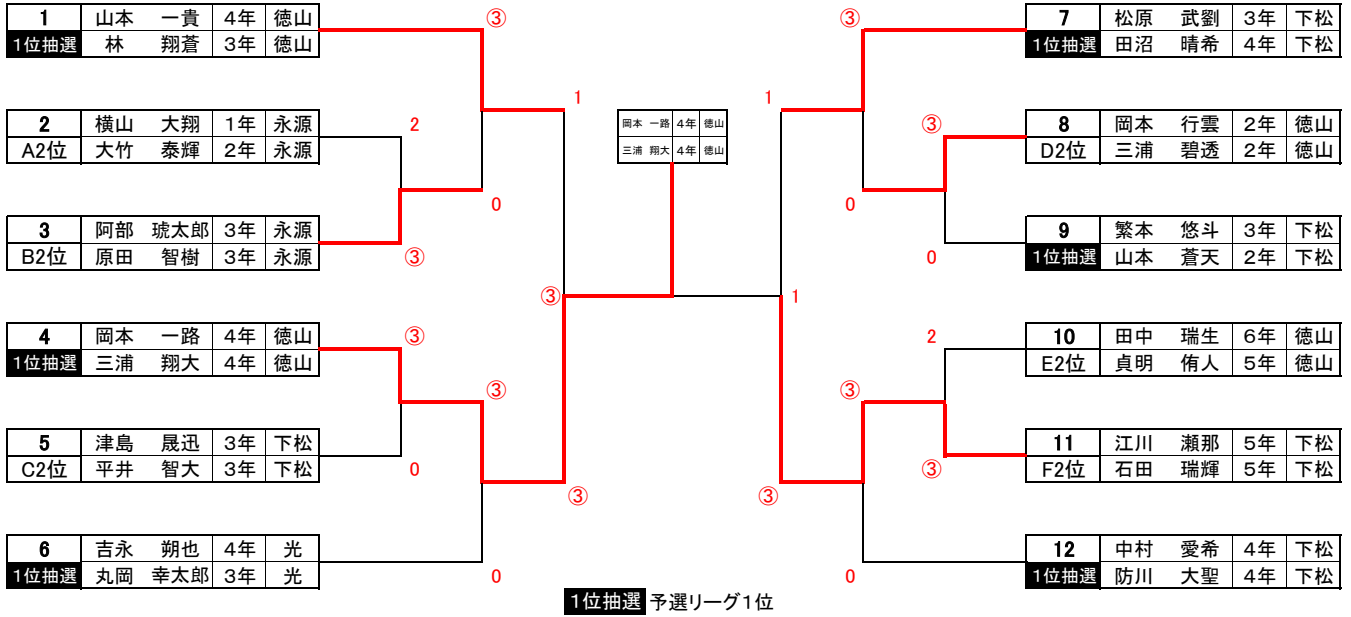 1 山本 一貴 4年 徳山
1位抽選 林 翔蒼 3年 徳山
2 横山 大翔 1年 永源
A2位 大竹 泰輝 2年 永源
3 阿部 琥太郎 3年 永源
B2位 原田 智樹 3年 永源
4 岡本 一路 4年 徳山
1位抽選 三浦 翔大 4年 徳山
5 津島 晟迅 3年 下松
C2位 平井 智大 3年 下松
6 吉永 朔也 4年 光
1位抽選 丸岡 幸太郎 3年 光
③
2
③
③
0
1
0
③
0
③
③
岡本 一路 4年 徳山
三浦 翔大 4年 徳山
1
1
③
③
0
③
0
③
0
2
③
7 松原 武劉 3年 下松
1位抽選 田沼 晴希 4年 下松
8 岡本 行雲 2年 徳山
D2位 三浦 碧透 2年 徳山
9 繁本 悠斗 3年 下松
1位抽選 山本 蒼天 2年 下松
10 田中 瑞生 6年 徳山
E2位 貞明 侑人 5年 徳山
11 江川 瀬那 5年 下松
F2位 石田 瑞輝 5年 下松
12 中村 愛希 4年 下松
1位抽選 防川 大聖 4年 下松
1位抽選 予選リーグ1位